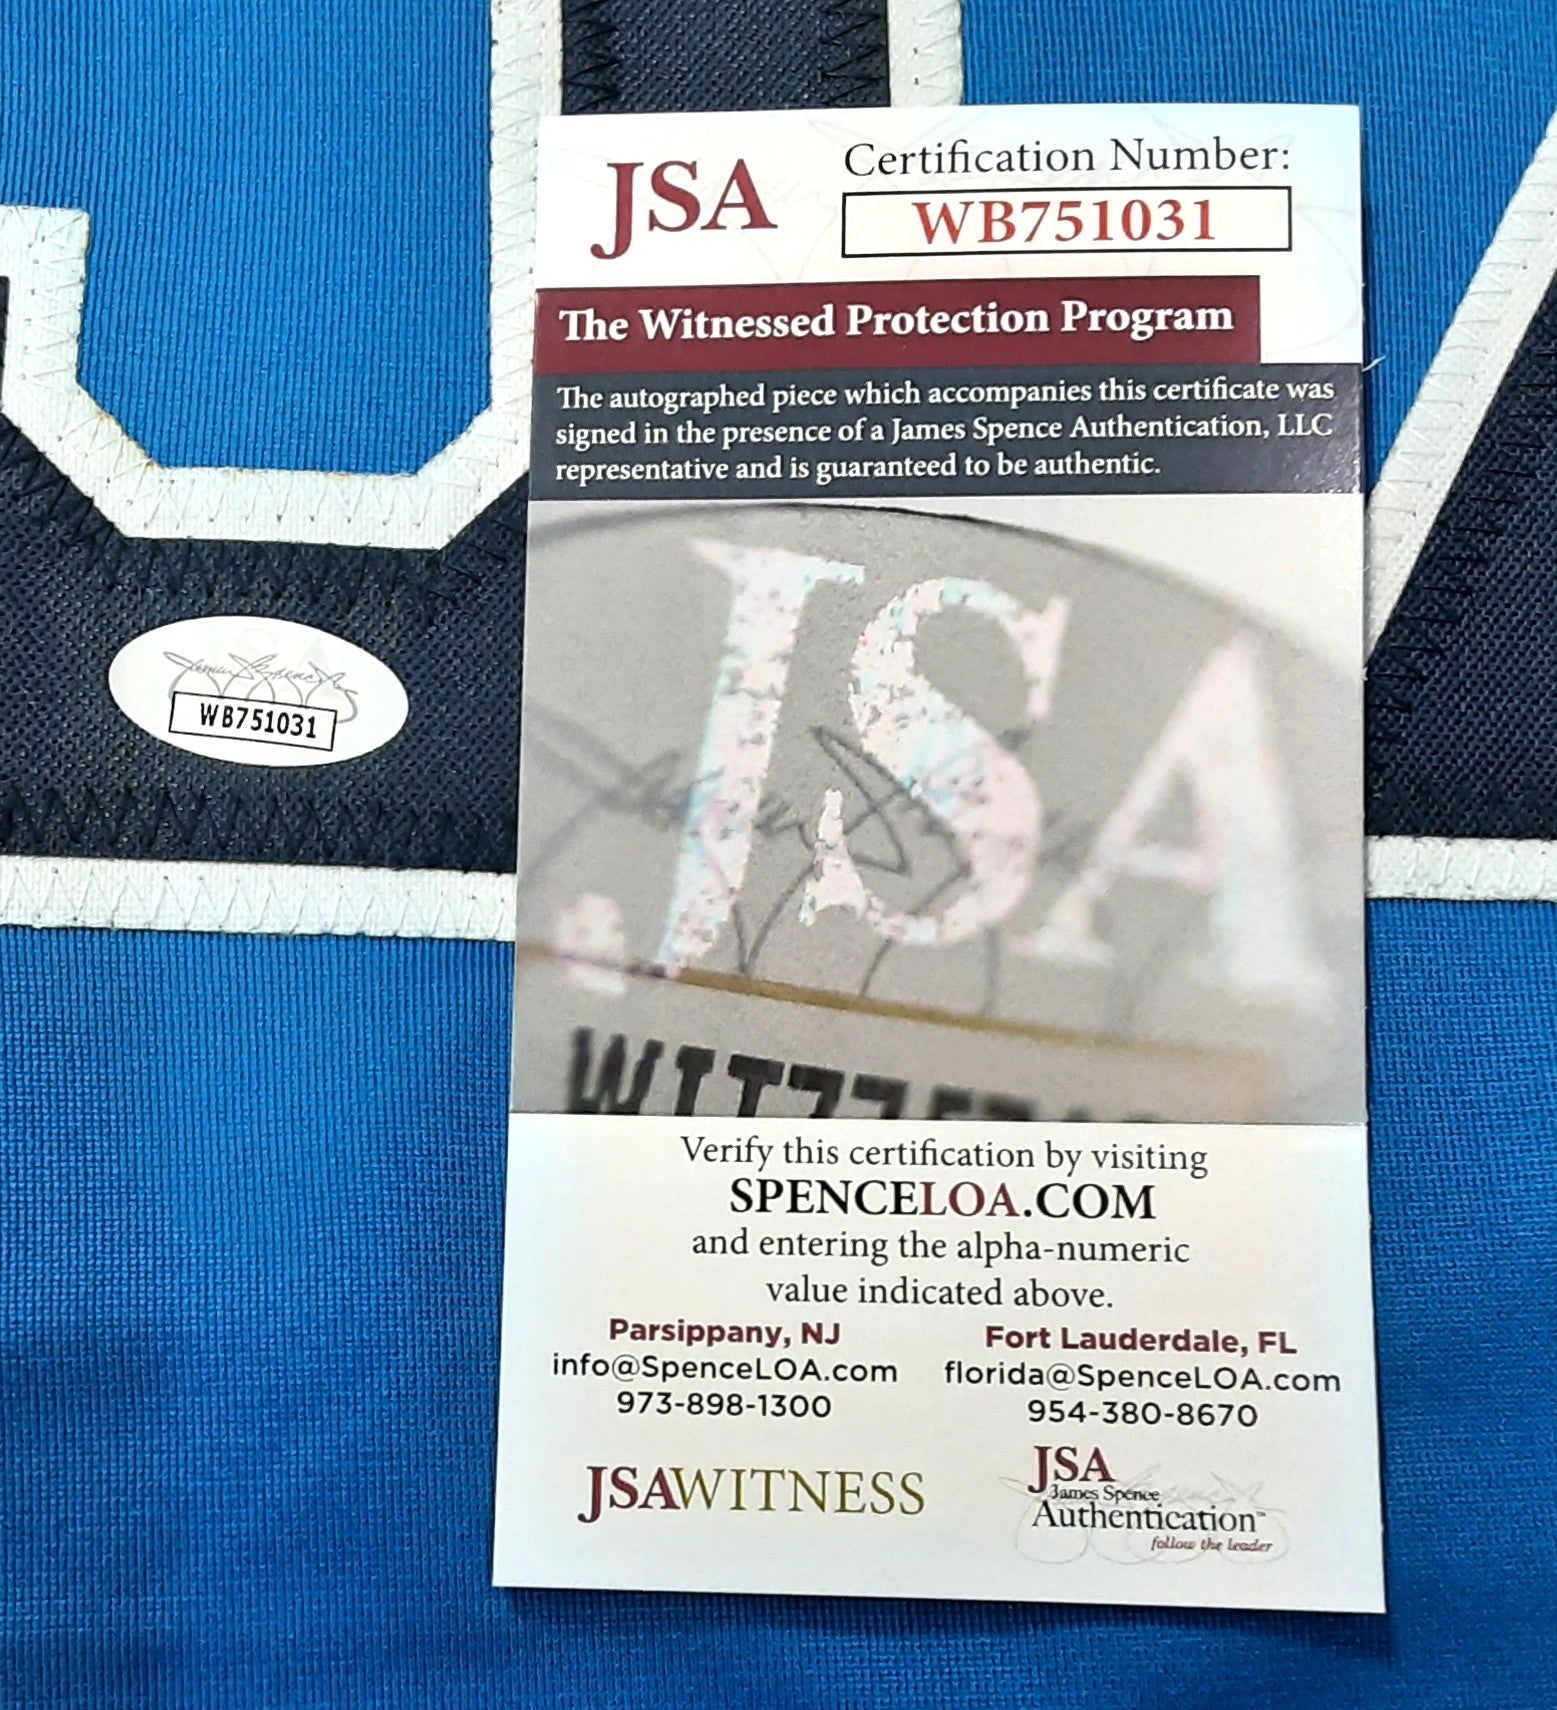 JSA
Certification Number:
WB751031
The Witnessed Protection Program
The autographed piece which accompanies this certificate was
signed in the presence of a James Spence Authentication, LLC
representative and is guaranteed to be authentic.
JSA
James Spence
WB751031
Verify this certification by visiting
SPENCELOA.COM
and entering the alpha-numeric
value indicated above.
Parsippany, NJ
info@SpenceLOA.com
973-898-1300
Fort Lauderdale, FL
florida@SpenceLOA.com
954-380-8670
JSAWITNESS
JSA
James Spence
Authentication™
follow the leader